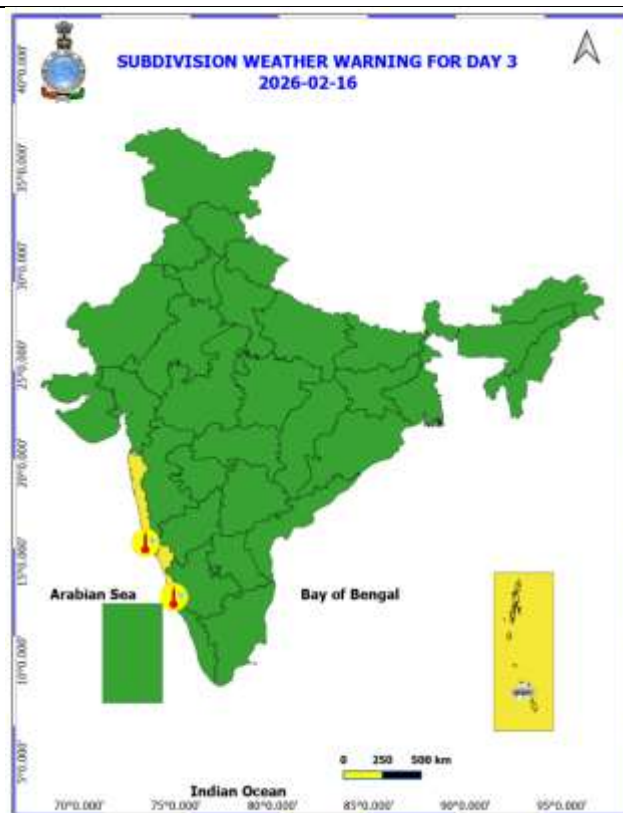 SUBDIVISION WEATHER WARNING FOR DAY 3
2026-02-16
40°0.000'
35°0.000'
30°0.000'
25°0.000'
20°0.000'
15°0.000'
10°0.000'
5°0.000'
Arabian Sea
Bay of Bengal
0 250 500 km
Indian Ocean
70°0.000' 75°0.000' 80°0.000' 85°0.000' 90°0.000' 95°0.000'